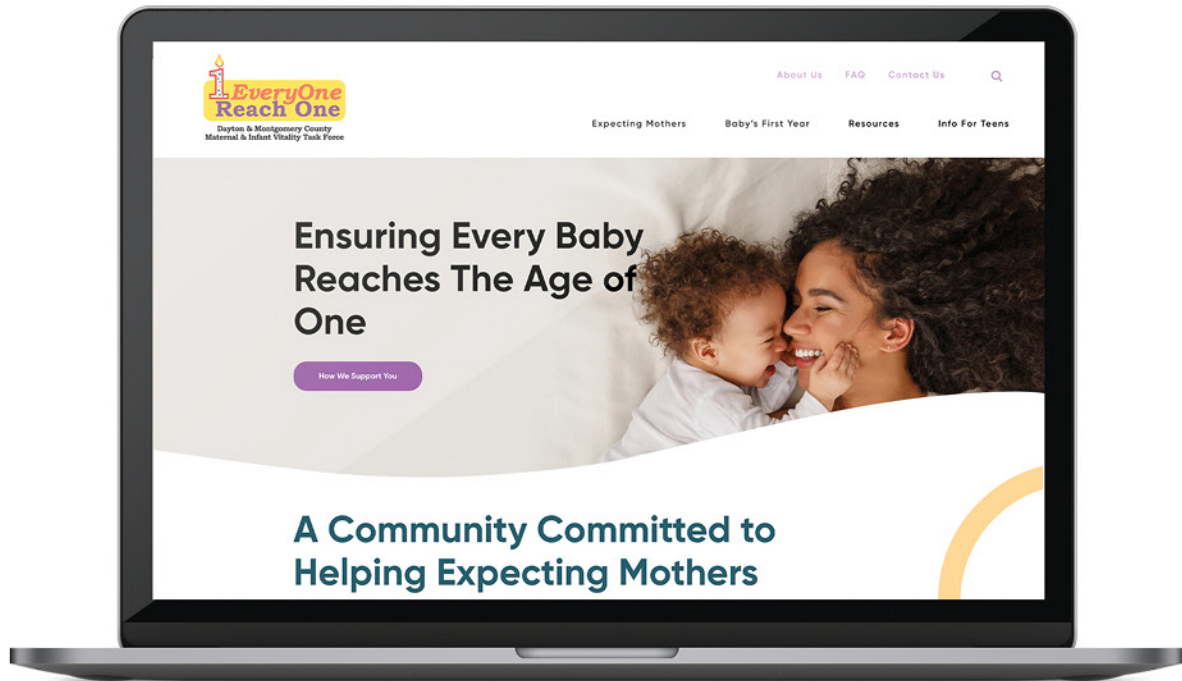 1 EveryOne
Reach One
Dayton & Montgomery County
Maternal & Infant Vitality Task Force
About Us FAQ Contact Us
Expecting Mothers Baby's First Year Resources Info For Teens
Ensuring Every Baby
Reaches The Age of
One
How We Support You
A Community Committed to
Helping Expecting Mothers